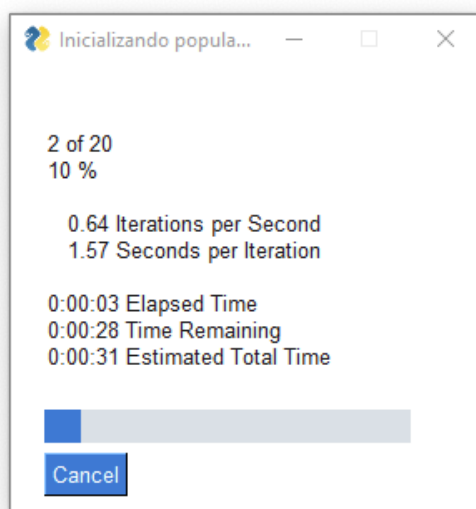 Inicializando popula...
2 of 20
10 %
0.64 Iterations per Second
1.57 Seconds per Iteration
0:00:03 Elapsed Time
0:00:28 Time Remaining
0:00:31 Estimated Total Time
Cancel